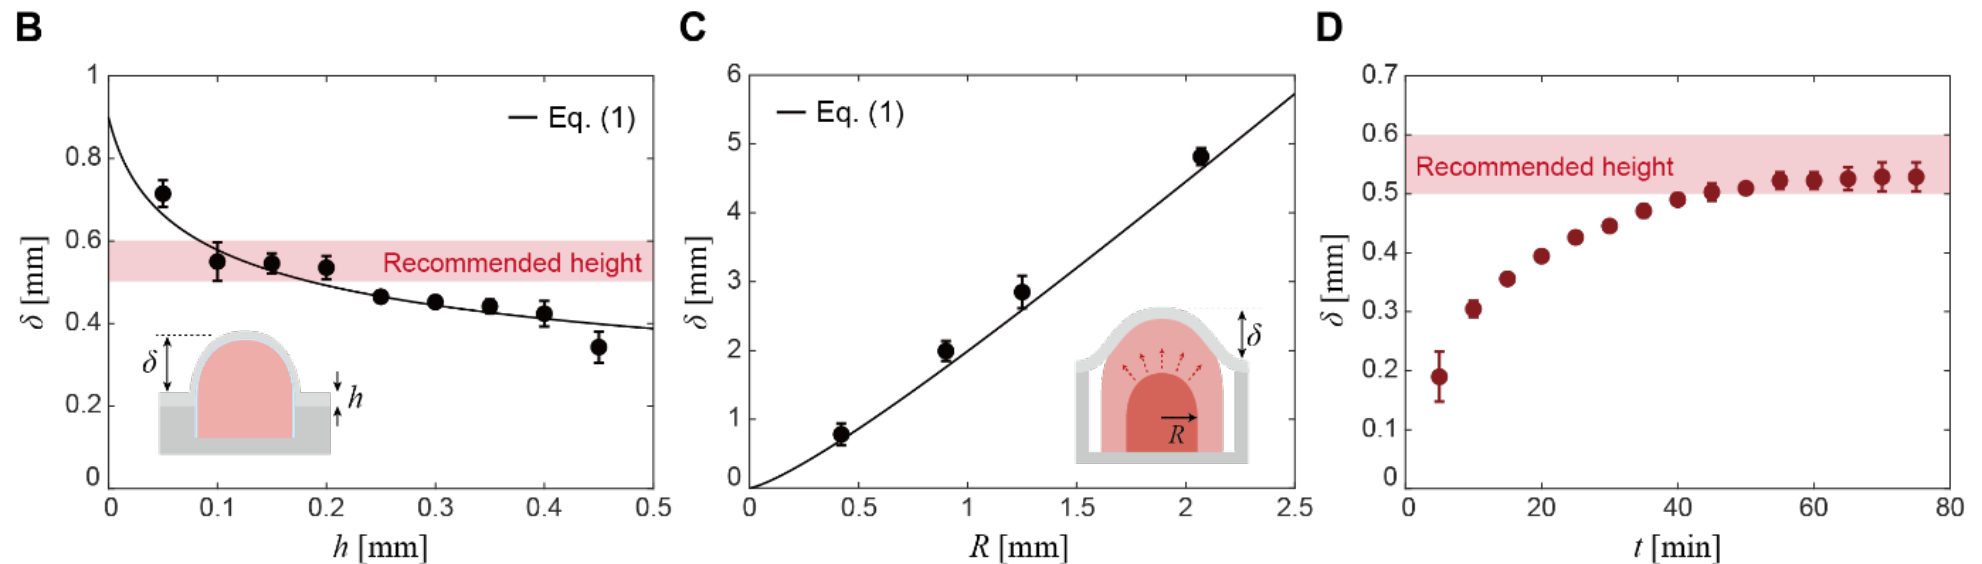 B
1
0.8
0.6
0.4
0.2
0
δ [mm]
Eq. (1)
Recommended height
δ
h
0
0.1
0.2
0.3
0.4
0.5
h [mm]
C
6
5
4
3
2
1
0
δ [mm]
Eq. (1)
δ
R
0
0.5
1
1.5
2
2.5
R [mm]
D
0.7
0.6
0.5
0.4
0.3
0.2
0.1
0
δ [mm]
Recommended height
0
20
40
60
80
t [min]